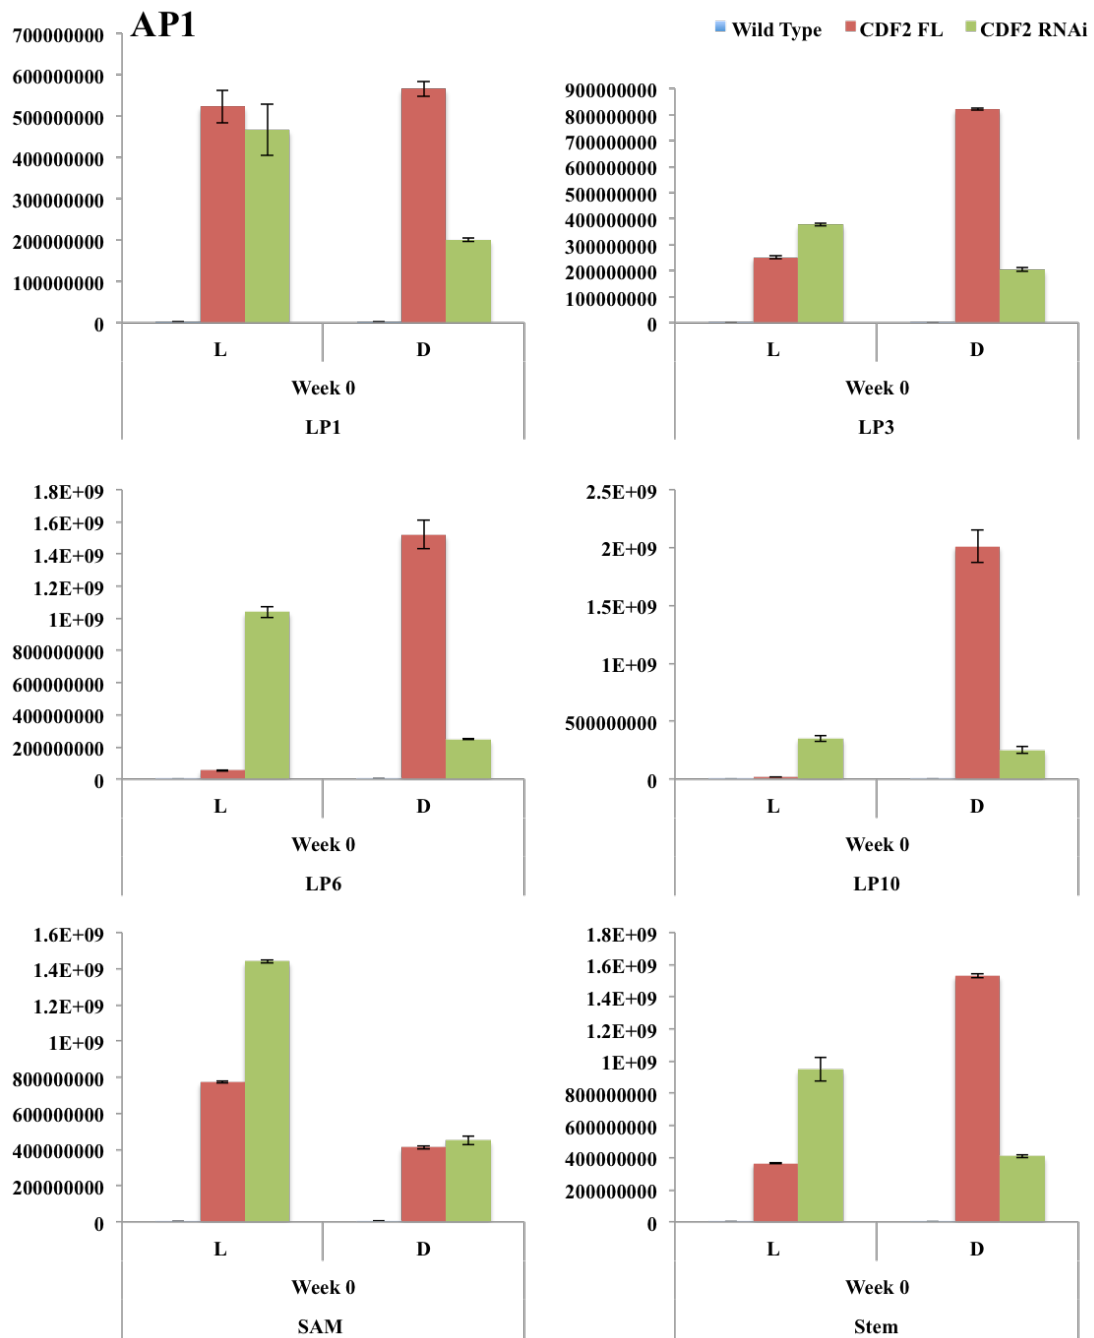 AP1
Wild Type CDF2 FL CDF2 RNAi
700000000
600000000
500000000
400000000
300000000
200000000
100000000
0
L D
Week 0
LP1
900000000
800000000
700000000
600000000
500000000
400000000
300000000
200000000
100000000
0
L D
Week 0
LP3
1.8E+09
1.6E+09
1.4E+09
1.2E+09
1E+09
800000000
600000000
400000000
200000000
0
L D
Week 0
LP6
2.5E+09
2E+09
1.5E+09
1E+09
500000000
0
L D
Week 0
LP10
1.6E+09
1.4E+09
1.2E+09
1E+09
800000000
600000000
400000000
200000000
0
L D
Week 0
SAM
1.8E+09
1.6E+09
1.4E+09
1.2E+09
1E+09
800000000
600000000
400000000
200000000
0
L D
Week 0
Stem